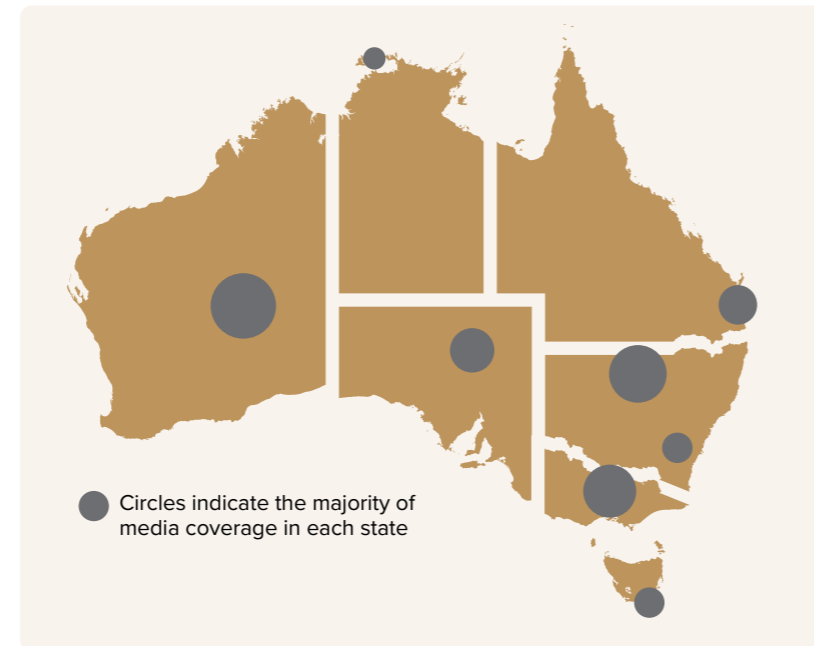 Circles indicate the majority of
media coverage in each state